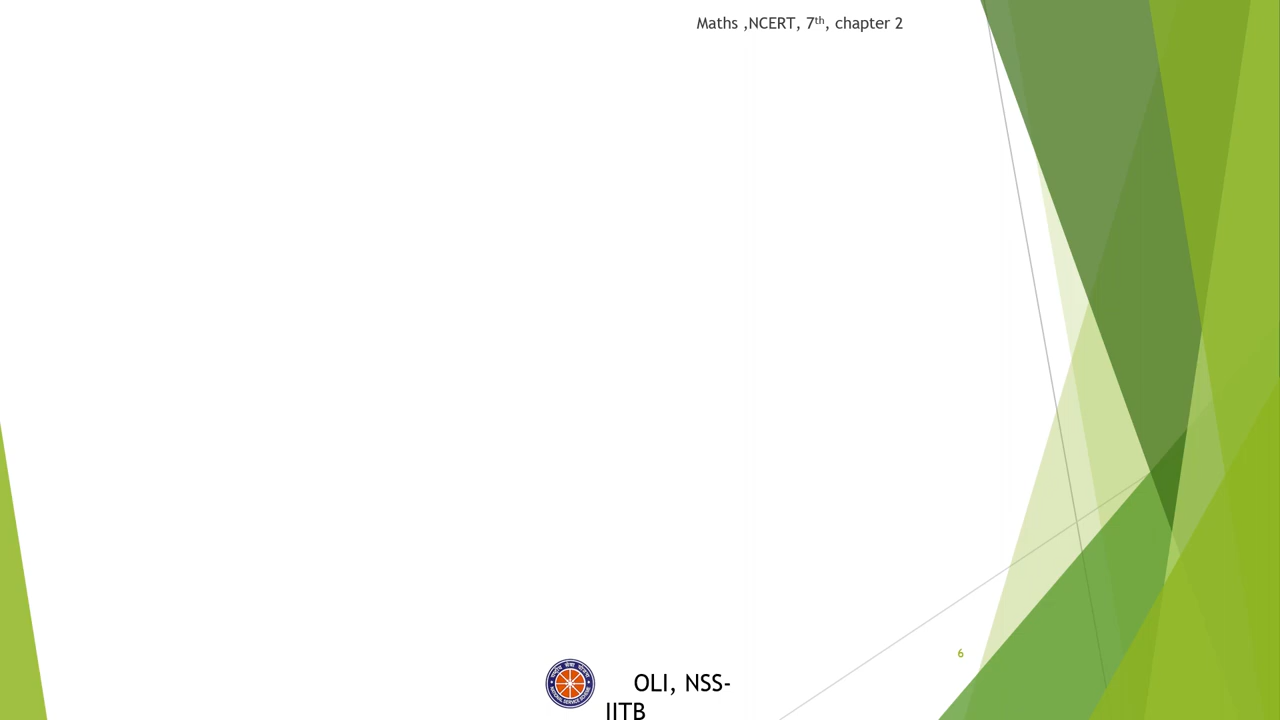 Maths ,NCERT, 7th, chapter 2
6
OLI, NSS-
IITB